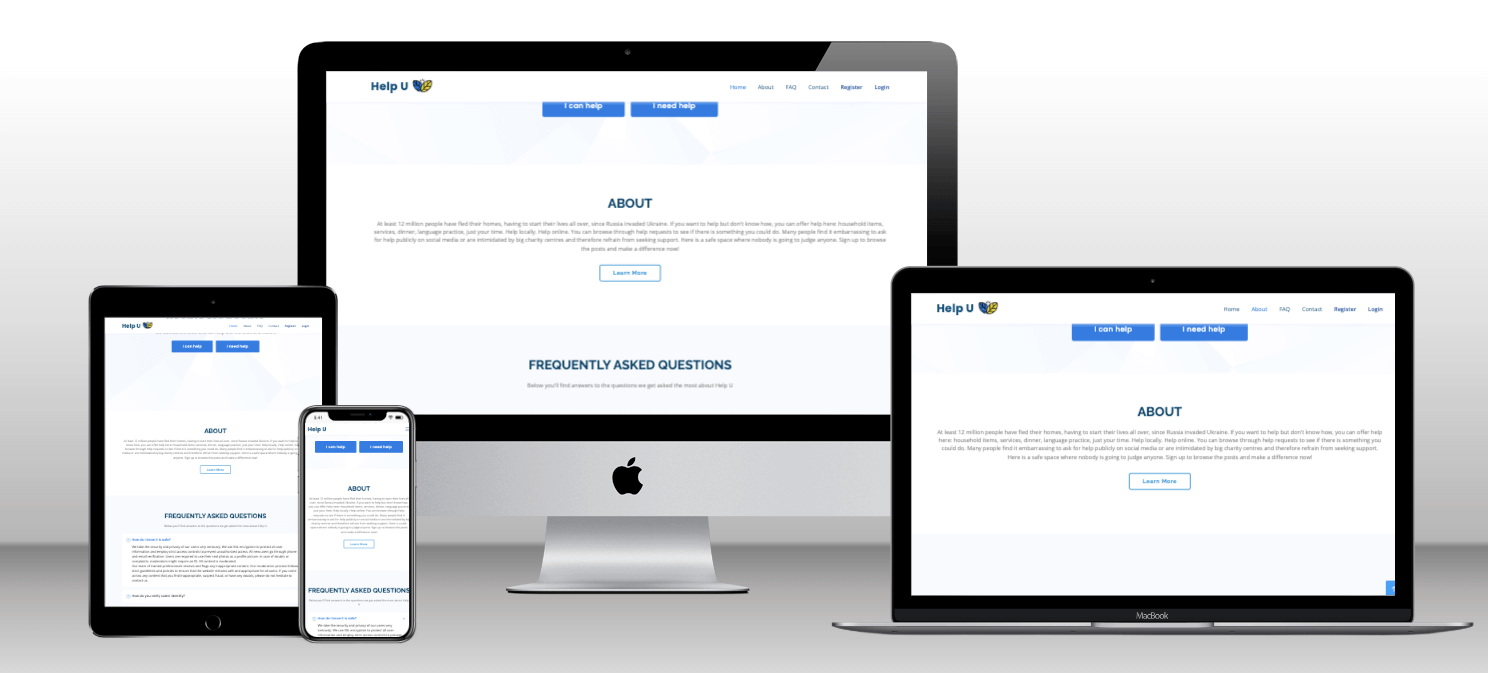 Help U
Home About FAQ Contact Register Login
I can help I need help
ABOUT
At least 12 million people have fled their homes, having to start their lives all over, since Russia invaded Ukraine. If you want to help but don't know how, you can offer help here: household items,
services, dinner, language practice, just your time. Help locally. Help online. You can browse through help requests to see if there is something you could do. Many people find it embarrassing to ask
for help publicly on social media or are intimidated by big charity centres and therefore refrain from seeking support. Here is a safe space where nobody is going to judge anyone. Sign up to browse
the posts and make a difference now!
Learn More
FREQUENTLY ASKED QUESTIONS
Below you'll find answers to the questions we get asked the most about Help U
Help U
Home About FAQ Contact Register Login
I can help I need help
ABOUT
At least 12 million people have fled their homes, having to start their lives all over, since Russia invaded Ukraine. If you want to help but don't know how, you can offer help
here: household items, services, dinner, language practice, just your time. Help locally. Help online. You can browse through help requests to see if there is something you
could do. Many people find it embarrassing to ask for help publicly on social media or are intimidated by big charity centres and therefore refrain from seeking support.
Here is a safe space where nobody is going to judge anyone. Sign up to browse the posts and make a difference now!
Learn More
MacBook
Help U
Home About FAQ Contact Register Login
I can help I need help
ABOUT
Learn More
FREQUENTLY ASKED QUESTIONS
Below you'll find answers to the questions we get asked the most about Help U
How do I know it is safe?
How do you verify users' identity?
Help U
I can help I need help
ABOUT
Learn More
FREQUENTLY ASKED QUESTIONS
How do I know it is safe?